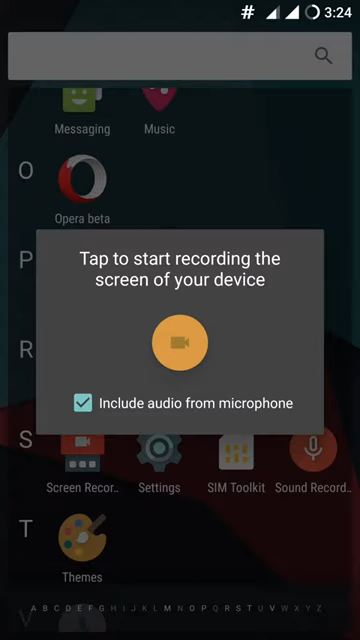 # 3:24
Messaging Music
O
Opera beta
P
Tap to start recording the
screen of your device
R
Include audio from microphone
S
Screen Recor.. Settings SIM Toolkit Sound Record..
T
Themes
V
A B C D E F G H I J K L M N O P Q R S T U V W X Y Z